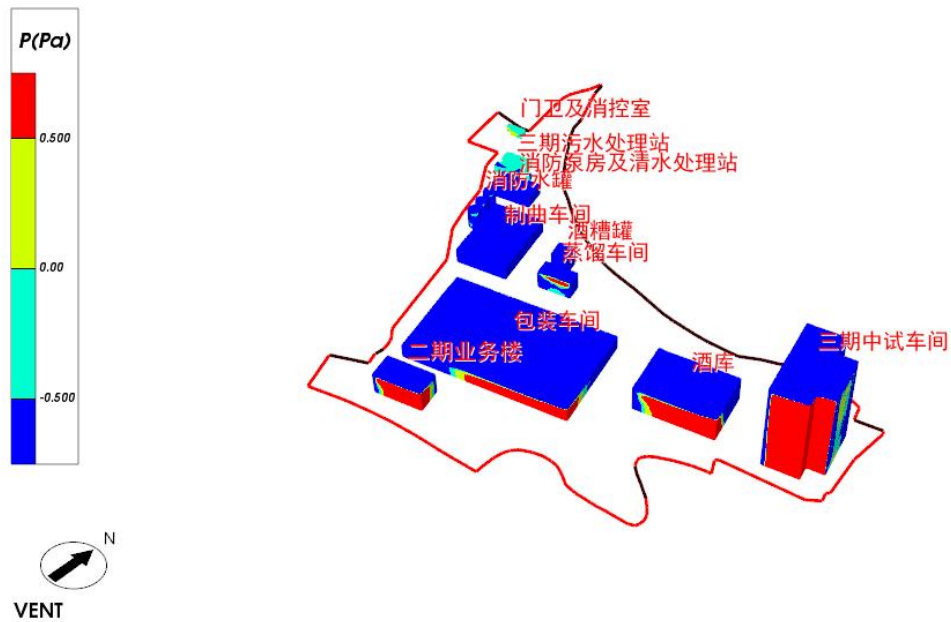 P(Pa)
0.500
0.00
-0.500
门卫及消控室
三期污水处理站
消防泵房及清水处理站
消防水罐
制曲车间
酒糟罐
蒸馏车间
包装车间
二期业务楼
酒库
三期中试车间
N
VENT